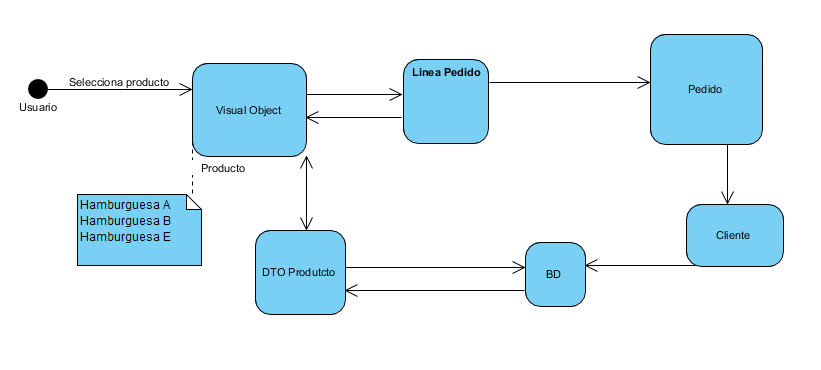 Selecciona producto
Usuario
Visual Object
Linea Pedido
Pedido
Producto
Hamburguesa A
Hamburguesa B
Hamburguesa E
DTO Produtcto
BD
Cliente